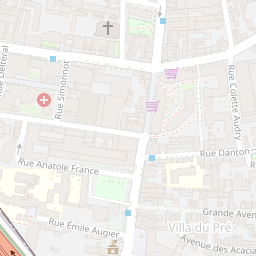 Rue Simonnot
Rue Colette Audry
Rue Danton
Rue Anatole France
Grande Aven
Villa du Pré
Rue Émile Augier
Avenue des Acacia